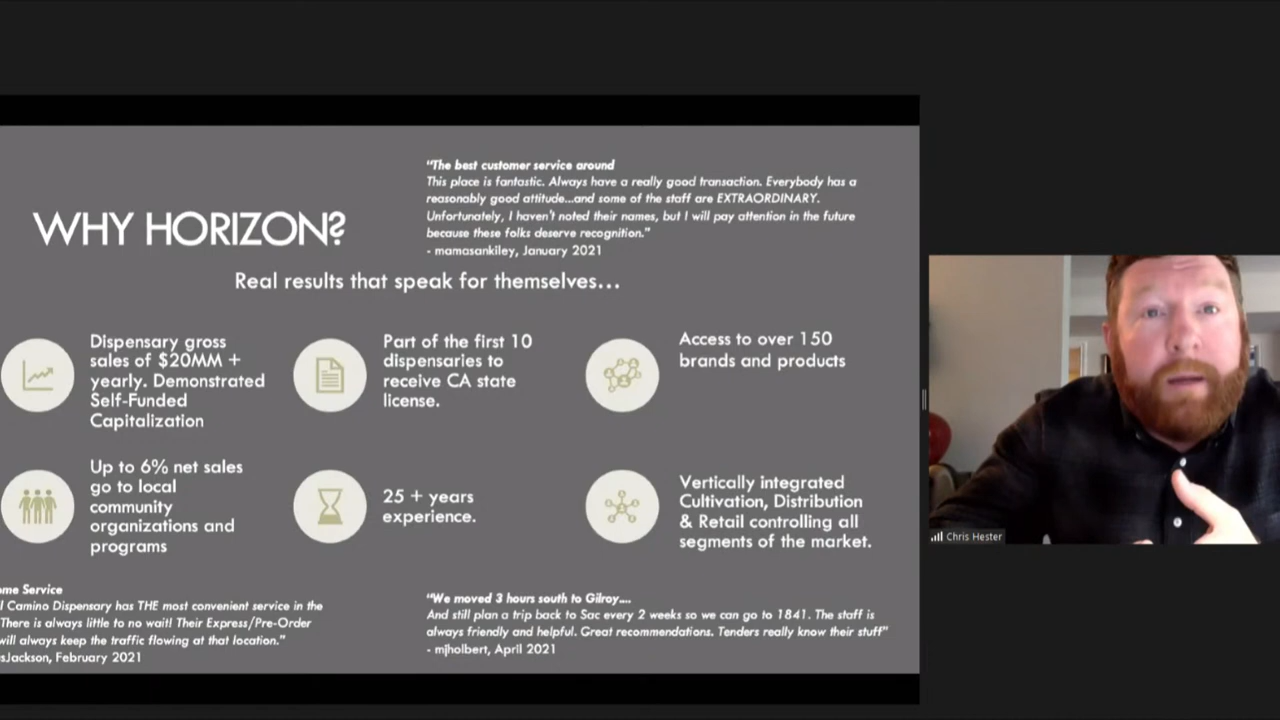 "The best customer service around
This place is fantastic. Always have a really good transaction. Everybody has a
reasonably good attitude...and some of the staff are EXTRAORDINARY.
Unfortunately, I haven't noted their names, but I will pay attention in the future
because these folks deserve recognition."
- mamasankiley, January 2021
WHY HORIZON?
Real results that speak for themselves...
Dispensary gross
sales of $20MM +
yearly. Demonstrated
Self-Funded
Capitalization
Part of the first 10
dispensaries to
receive CA state
license.
Access to over 150
brands and products
Up to 6% net sales
go to local
community
organizations and
programs
25 + years
experience.
Vertically integrated
Cultivation, Distribution
& Retail controlling all
segments of the market.
Service
Camino Dispensary has THE most convenient service in the
There is always little to no wait! Their Express/Pre-Order
will always keep the traffic flowing at that location."
sJackson, February 2021
"We moved 3 hours south to Gilroy....
And still plan a trip back to Sac every 2 weeks so we can go to 1841. The staff is
always friendly and helpful. Great recommendations. Tenders really know their stuff"
- mjholbert, April 2021
Chris Hester